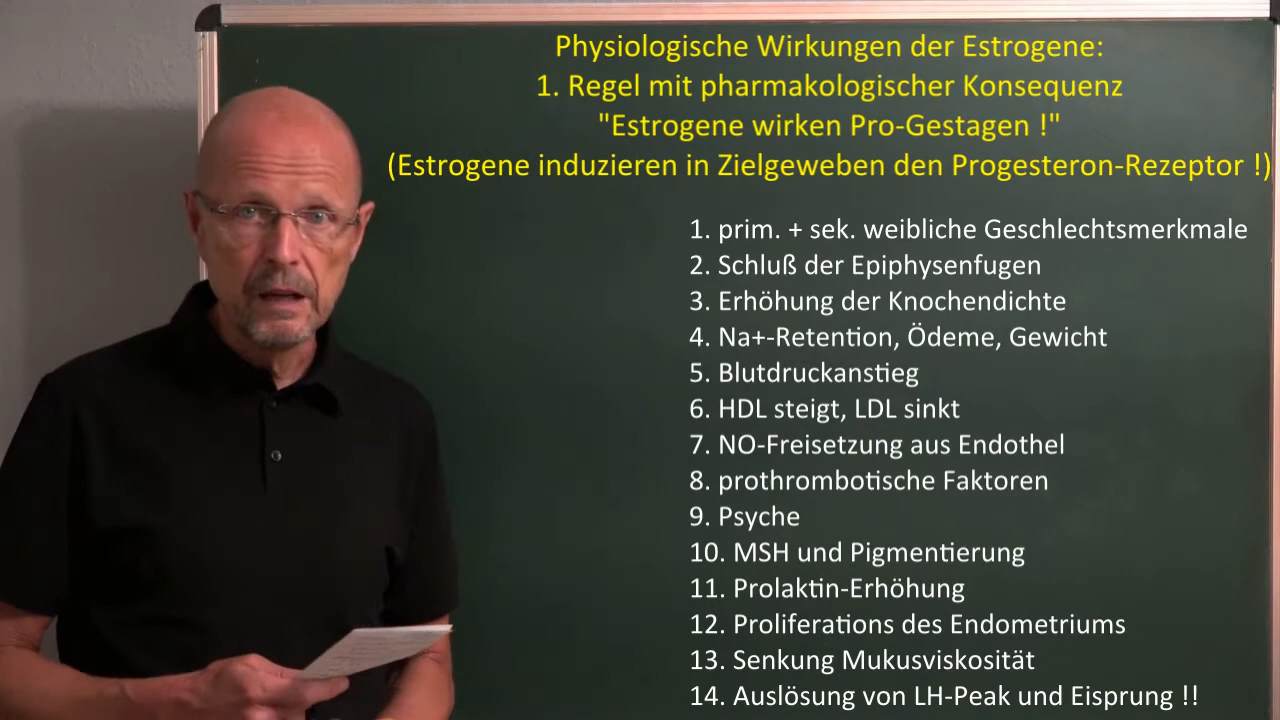 Physiologische Wirkungen der Estrogene:
1. Regel mit pharmakologischer Konsequenz
"Estrogene wirken Pro-Gestagen !"
(Estrogene induzieren in Zielgeweben den Progesteron-Rezeptor !)
1. prim. + sek. weibliche Geschlechtsmerkmale
2. Schluß der Epiphysenfugen
3. Erhöhung der Knochendichte
4. Na+-Retention, Ödeme, Gewicht
5. Blutdruckanstieg
6. HDL steigt, LDL sinkt
7. NO-Freisetzung aus Endothel
8. prothrombotische Faktoren
9. Psyche
10. MSH und Pigmentierung
11. Prolaktin-Erhöhung
12. Proliferations des Endometriums
13. Senkung Mukusviskosität
14. Auslösung von LH-Peak und Eisprung !!